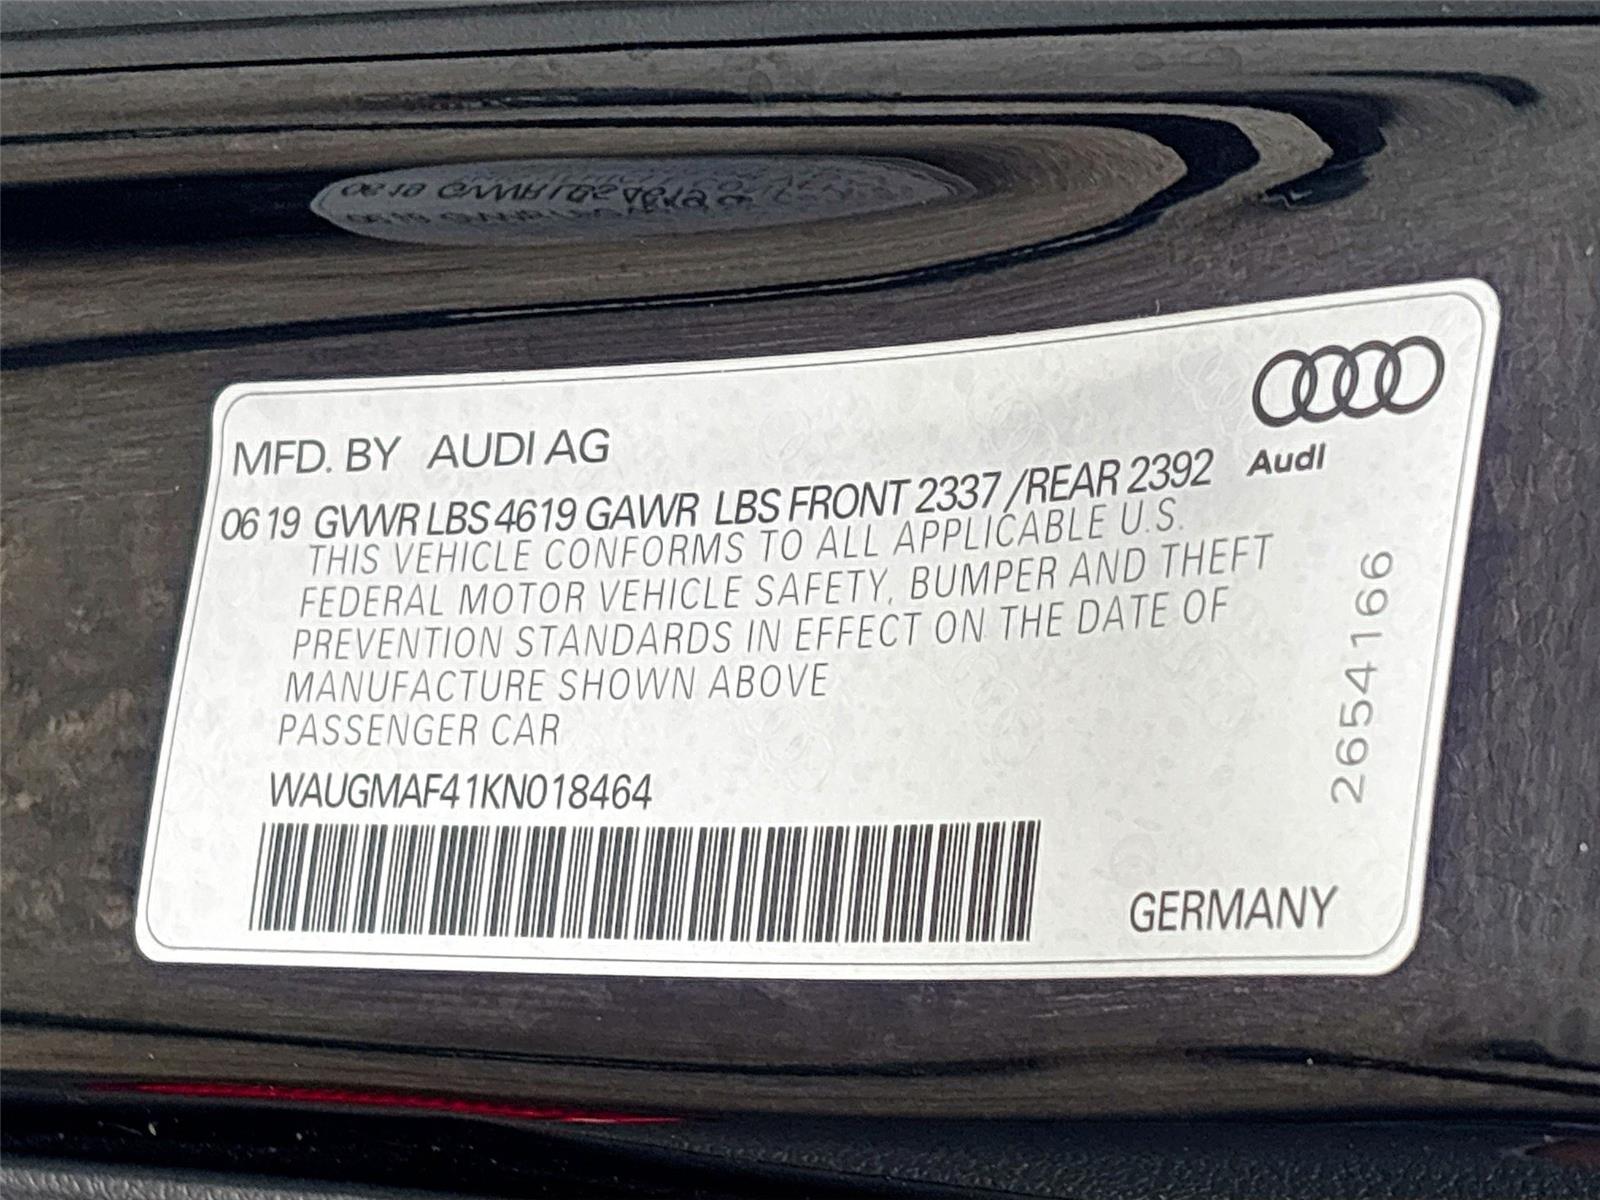 MFD. BY AUDI AG
Audi
06 19 GVWR LBS 4619 GAWR LBS FRONT 2337 /REAR 2392
THIS VEHICLE CONFORMS TO ALL APPLICABLE U.S.
FEDERAL MOTOR VEHICLE SAFETY, BUMPER AND THEFT
PREVENTION STANDARDS IN EFFECT ON THE DATE OF
MANUFACTURE SHOWN ABOVE
PASSENGER CAR
WAUGMAF41KN018464
GERMANY
2654166